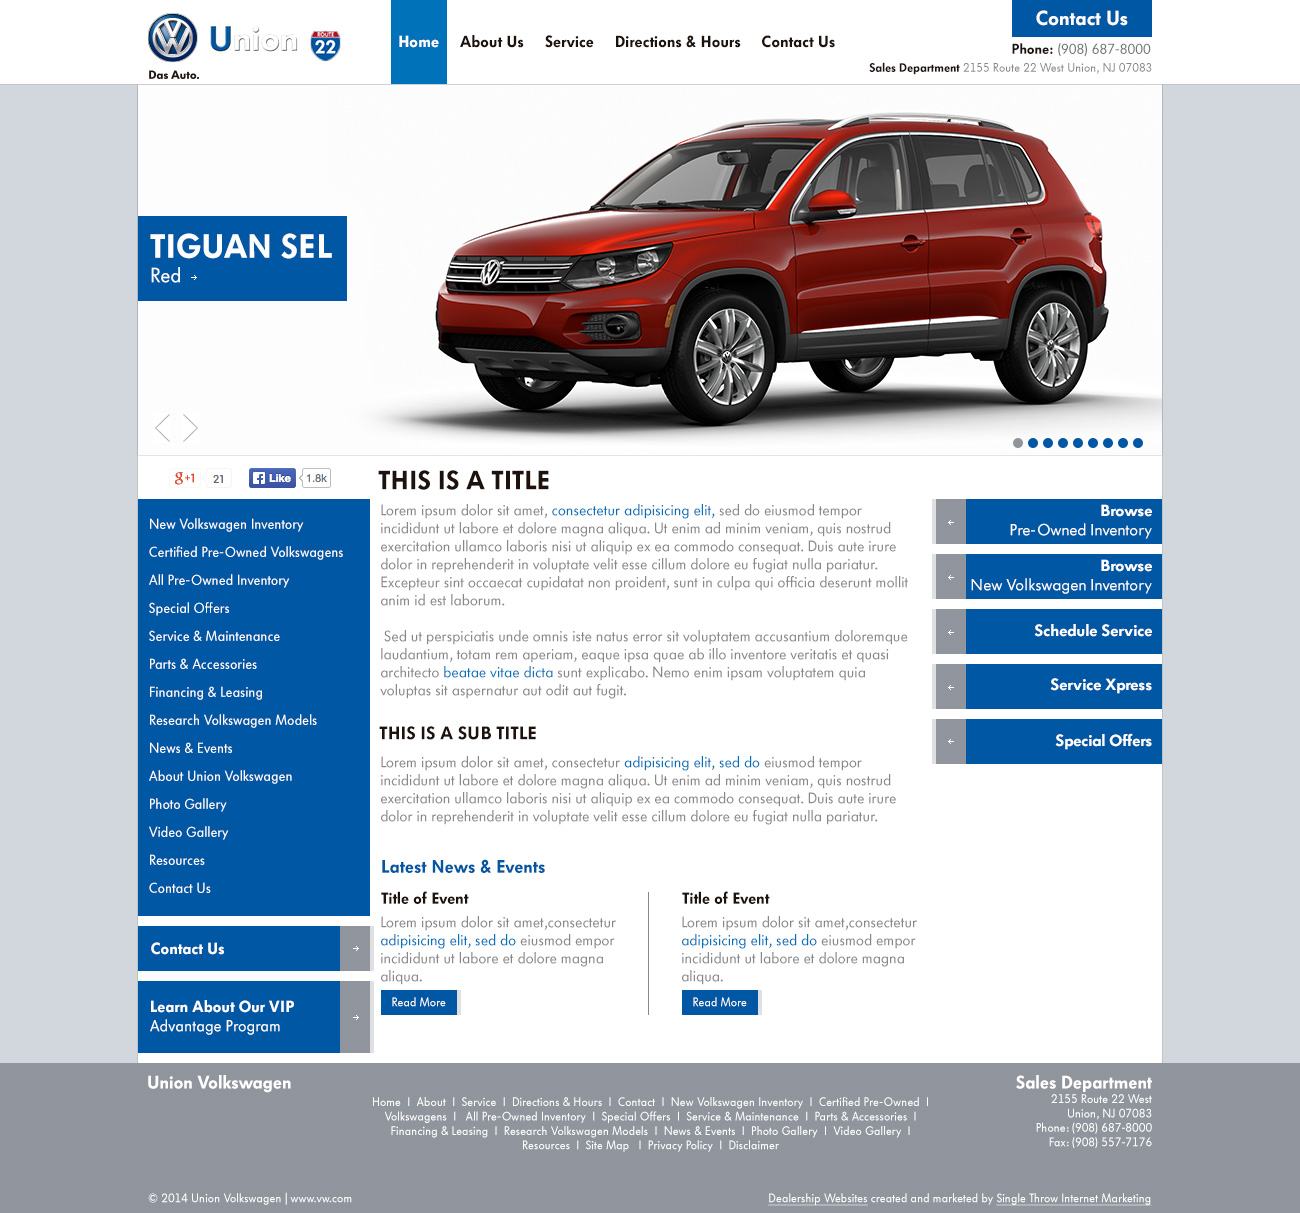 Union
ROUTE
22
Das Auto.
Home
About Us
Service
Directions & Hours
Contact Us
Contact Us
Phone: (908) 687-8000
Sales Department 2155 Route 22 West Union, NJ 07083
TIGUAN SEL
Red
g+1
21
Like
1.8k
New Volkswagen Inventory
Certified Pre-Owned Volkswagens
All Pre-Owned Inventory
Special Offers
Service & Maintenance
Parts & Accessories
Financing & Leasing
Research Volkswagen Models
News & Events
About Union Volkswagen
Photo Gallery
Video Gallery
Resources
Contact Us
Contact Us
Learn About Our VIP
Advantage Program
THIS IS A TITLE
Lorem ipsum dolor sit amet, consectetur adipisicing elit, sed do eiusmod tempor
incididunt ut labore et dolore magna aliqua. Ut enim ad minim veniam, quis nostrud
exercitation ullamco laboris nisi ut aliquip ex ea commodo consequat. Duis aute irure
dolor in reprehenderit in voluptate velit esse cillum dolore eu fugiat nulla pariatur.
Excepteur sint occaecat cupidatat non proident, sunt in culpa qui officia deserunt mollit
anim id est laborum.
Sed ut perspiciatis unde omnis iste natus error sit voluptatem accusantium doloremque
laudantium, totam rem aperiam, eaque ipsa quae ab illo inventore veritatis et quasi
architecto beatae vitae dicta sunt explicabo. Nemo enim ipsam voluptatem quia
voluptas sit aspernatur aut odit aut fugit.
THIS IS A SUB TITLE
Lorem ipsum dolor sit amet, consectetur adipisicing elit, sed do eiusmod tempor
incididunt ut labore et dolore magna aliqua. Ut enim ad minim veniam, quis nostrud
exercitation ullamco laboris nisi ut aliquip ex ea commodo consequat. Duis aute irure
dolor in reprehenderit in voluptate velit esse cillum dolore eu fugiat nulla pariatur.
Latest News & Events
Title of Event
Lorem ipsum dolor sit amet,consectetur
adipisicing elit, sed do eiusmod empor
incididunt ut labore et dolore magna
aliqua.
Read More
Title of Event
Lorem ipsum dolor sit amet,consectetur
adipisicing elit, sed do eiusmod empor
incididunt ut labore et dolore magna
aliqua.
Read More
Browse
Pre-Owned Inventory
Browse
New Volkswagen Inventory
Schedule Service
Service Xpress
Special Offers
Union Volkswagen
Home | About | Service | Directions & Hours | Contact | New Volkswagen Inventory | Certified Pre-Owned |
Volkswagens | All Pre-Owned Inventory | Special Offers | Service & Maintenance | Parts & Accessories |
Financing & Leasing | Research Volkswagen Models | News & Events | Photo Gallery | Video Gallery |
Resources | Site Map | Privacy Policy | Disclaimer
Sales Department
2155 Route 22 West
Union, NJ 07083
Phone: (908) 687-8000
Fax: (908) 557-7176
© 2014 Union Volkswagen | www.vw.com
Dealership Websites created and marketed by Single Throw Internet Marketing